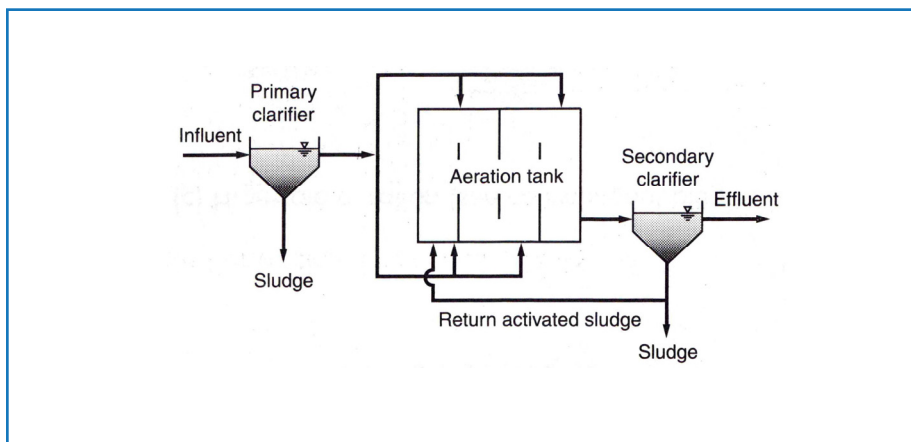 Primary
clarifier
Influent
Aeration tank
Secondary
clarifier
Effluent
Sludge
Return activated sludge
Sludge